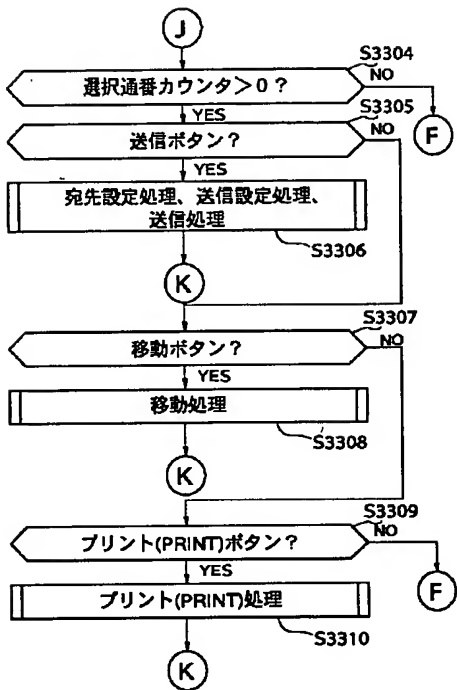 J
S3304
選択通番カウンタ>0?
NO
YES
F
S3305
送信ボタン?
NO
YES
宛先設定処理、送信設定処理、
送信処理
S3306
K
S3307
移動ボタン?
NO
YES
移動処理
S3308
K
S3309
プリント(PRINT)ボタン?
NO
YES
F
プリント(PRINT)処理
S3310
K